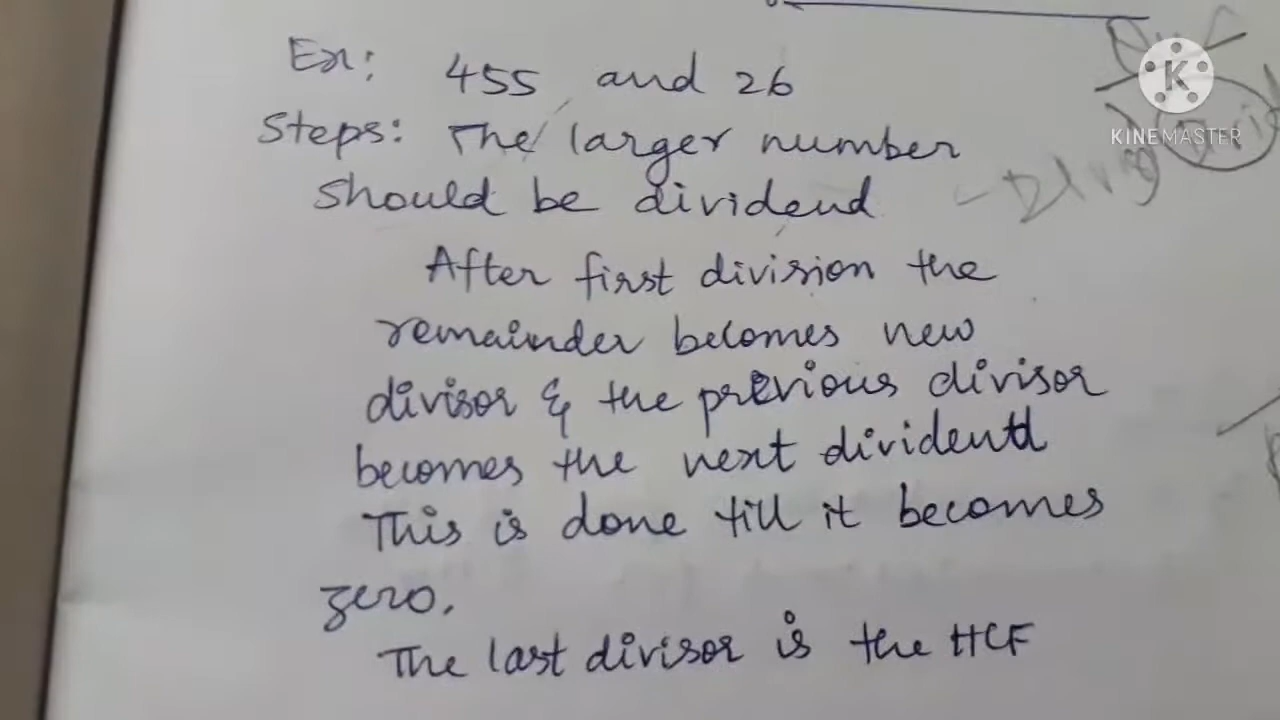 Ex: 455 and 26
Steps: The larger number
should be dividend
After first division the
remainder becomes new
divisor & the previous divisor
becomes the next dividend
This is done till it becomes
zero.
The last divisor is the HCF
KINEMASTER